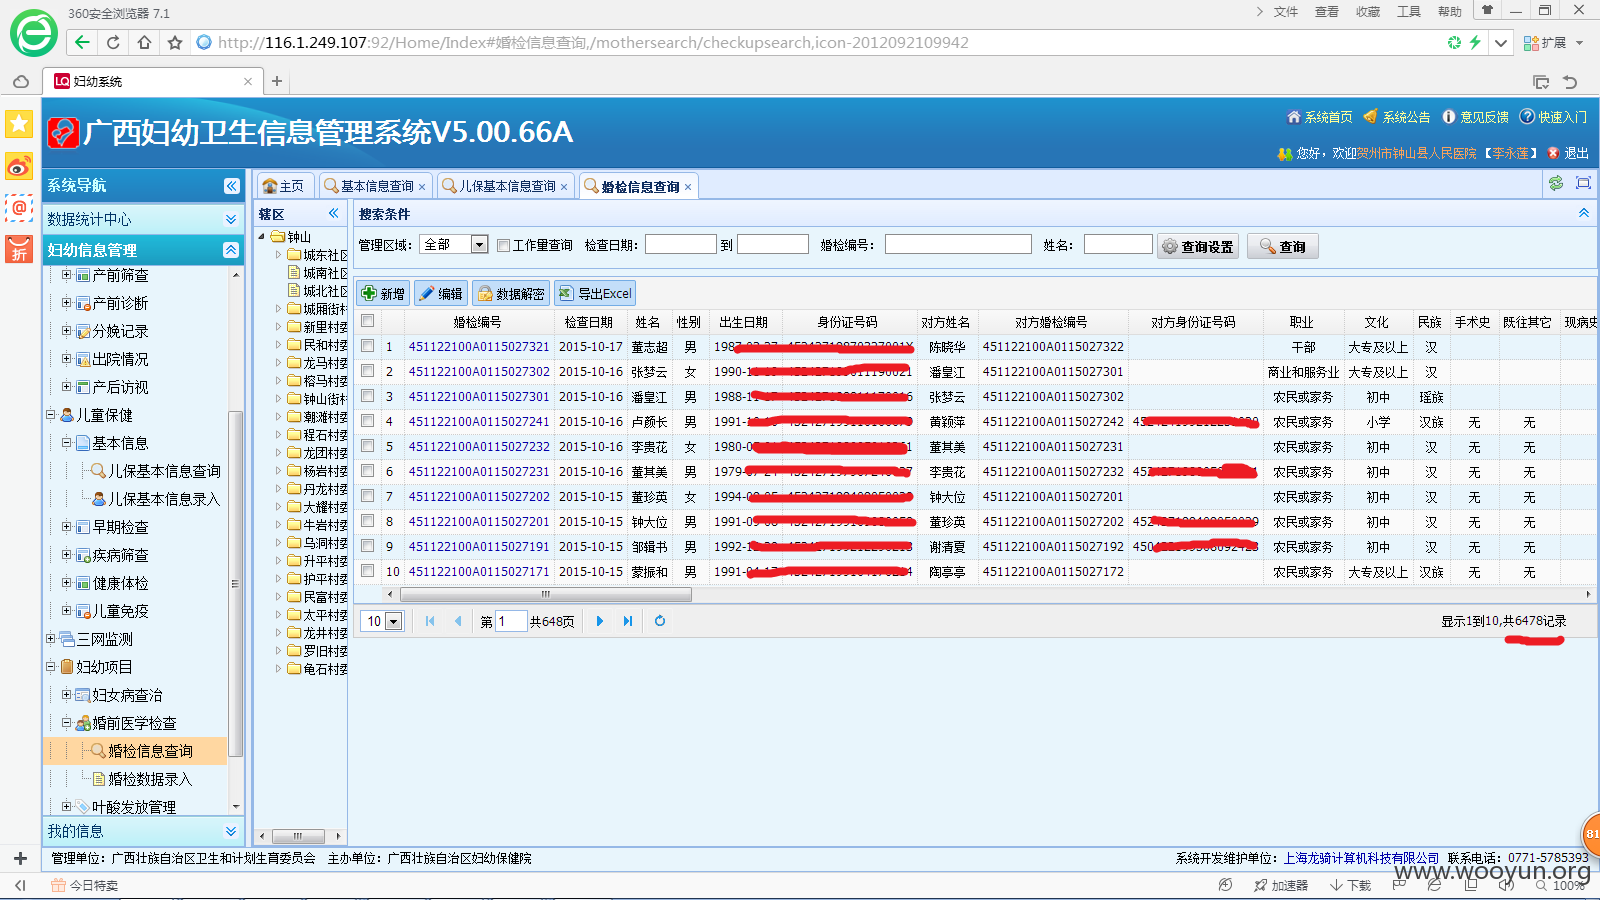 360安全浏览器 7.1
文件 查看 收藏 工具 帮助
http://116.1.249.107:92/Home/Index#婚检信息查询,/mothersearch/checkupsearch,icon-2012092109942
扩展
妇幼系统
广西妇幼卫生信息管理系统V5.00.66A
系统首页 系统公告 意见反馈 快速入门
您好，欢迎贺州市钟山县人民医院 【李永莲】 退出
系统导航
数据统计中心
妇幼信息管理
产前筛查
产前诊断
分娩记录
出院情况
产后访视
儿童保健
基本信息
儿保基本信息查询
儿保基本信息录入
早期检查
疾病筛查
健康体检
儿童免疫
三网监测
妇幼项目
妇女病查治
婚前医学检查
婚检信息查询
婚检数据录入
叶酸发放管理
我的信息
主页 基本信息查询 儿保基本信息查询 婚检信息查询
辖区
钟山
城东社区
城南社区
城北社区
城厢街村
新里村委
民和村委
龙马村委
榕马村委
钟山街村
潮滩村委
程石村委
龙团村委
杨岩村委
丹龙村委
大耀村委
牛岩村委
乌洞村委
升平村委
护平村委
民富村委
太平村委
龙井村委
罗旧村委
龟石村委
搜索条件
管理区域： 全部 工作量查询 检查日期： 到 婚检编号： 姓名： 查询设置 查询
新增 编辑 数据解密 导出Excel
婚检编号 检查日期 姓名 性别 出生日期 身份证号码 对方姓名 对方婚检编号 对方身份证号码 职业 文化 民族 手术史 既往其它 现病史
1 451122100A0115027321 2015-10-17 董志超 男 陈晓华 451122100A0115027322 干部 大专及以上 汉
2 451122100A0115027302 2015-10-16 张梦云 女 1990- 潘皇江 451122100A0115027301 商业和服务业 大专及以上 汉
3 451122100A0115027301 2015-10-16 潘皇江 男 1988-11- 张梦云 451122100A0115027302 农民或家务 初中 瑶族
4 451122100A0115027241 2015-10-16 卢颜长 男 1991- 黄颖萍 451122100A0115027242 农民或家务 小学 汉族 无 无
5 451122100A0115027232 2015-10-16 李贵花 女 1980- 董其美 451122100A0115027231 农民或家务 初中 汉 无 无
6 451122100A0115027231 2015-10-16 董其美 男 1979- 李贵花 451122100A0115027232 农民或家务 初中 汉 无 无
7 451122100A0115027202 2015-10-15 董珍英 女 1994- 钟大位 451122100A0115027201 农民或家务 初中 汉 无 无
8 451122100A0115027201 2015-10-15 钟大位 男 1991- 董珍英 451122100A0115027202 农民或家务 初中 汉 无 无
9 451122100A0115027191 2015-10-15 邹辑书 男 1992- 谢清夏 451122100A0115027192 农民或家务 初中 汉 无 无
10 451122100A0115027171 2015-10-15 蒙振和 男 1991- 陶亭亭 451122100A0115027172 农民或家务 大专及以上 汉族 无 无
10 第 1 共648页
显示1到10,共6478记录
管理单位：广西壮族自治区卫生和计划生育委员会 主办单位：广西壮族自治区妇幼保健院
系统开发维护单位：上海龙骑计算机科技有限公司 联系电话：0771-5785393
81
www.wooyun.org
今日特卖
加速器 下载 100%